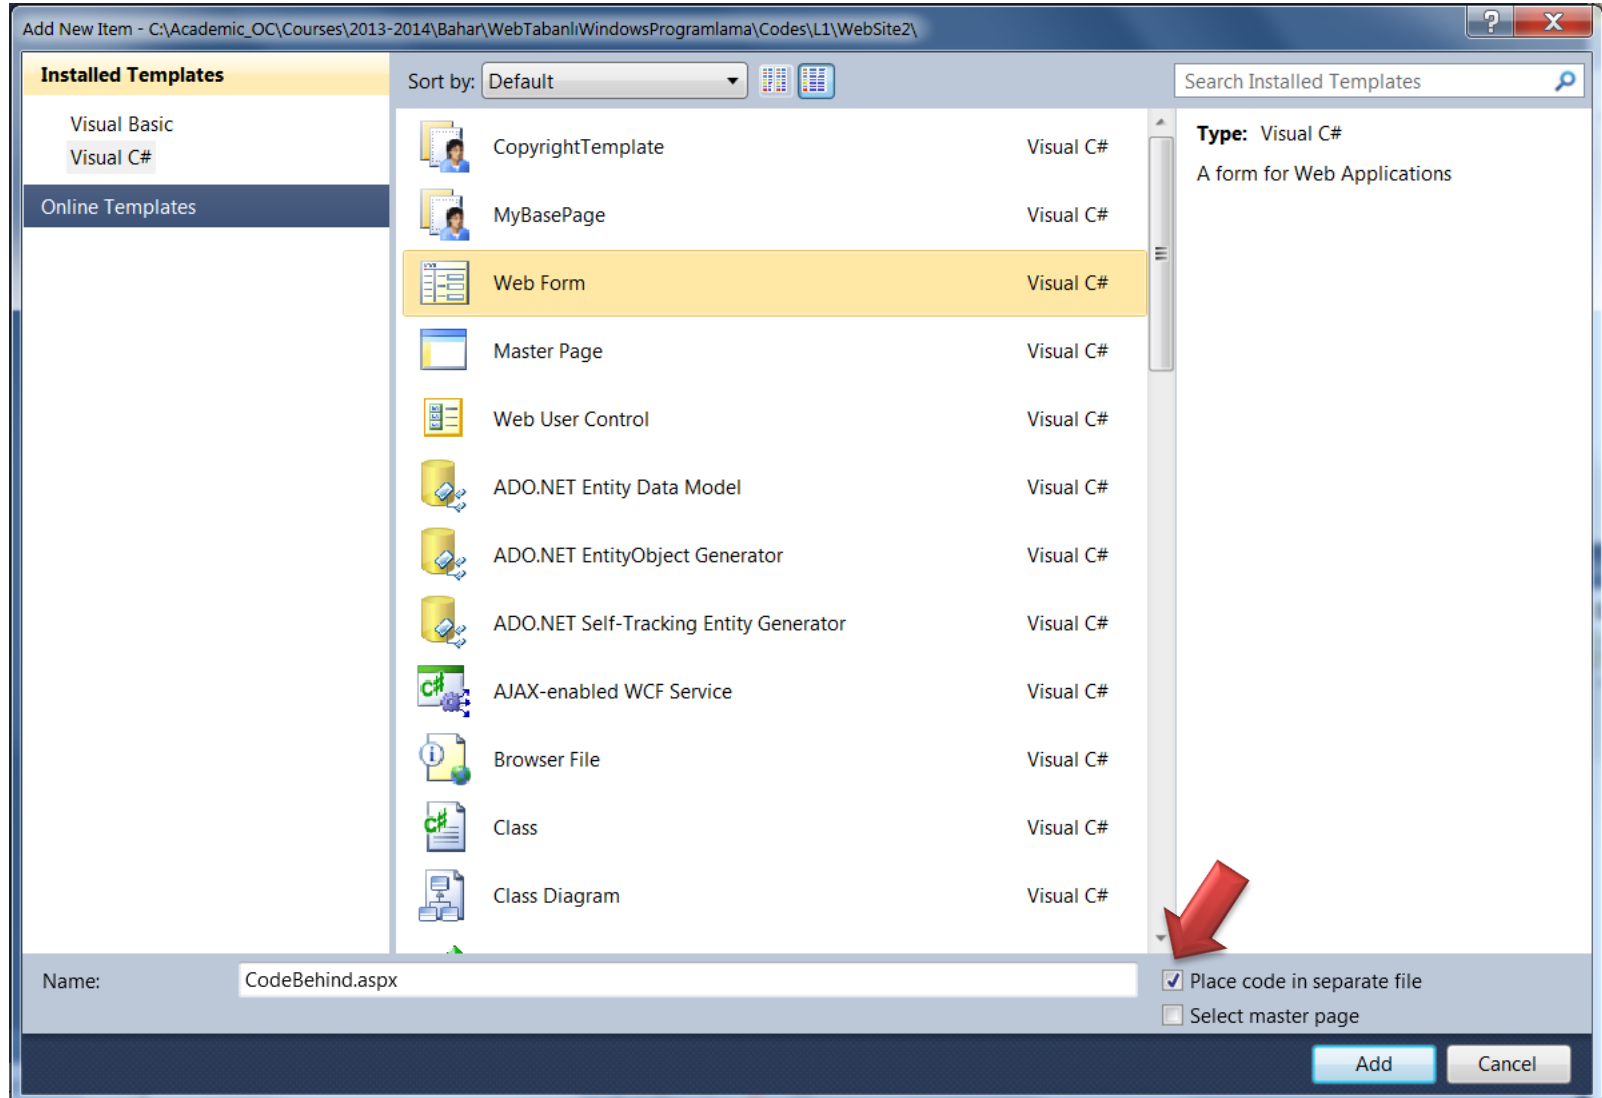 Add New Item - C:\Academic_OC\Courses\2013-2014\Bahar\WebTabanlıWindowsProgramlama\Codes\L1\WebSite2\
Installed Templates
Visual Basic
Visual C#
Online Templates
Sort by: Default
Search Installed Templates
CopyrightTemplate Visual C#
MyBasePage Visual C#
Web Form Visual C#
Master Page Visual C#
Web User Control Visual C#
ADO.NET Entity Data Model Visual C#
ADO.NET EntityObject Generator Visual C#
ADO.NET Self-Tracking Entity Generator Visual C#
AJAX-enabled WCF Service Visual C#
Browser File Visual C#
Class Visual C#
Class Diagram Visual C#
Type: Visual C#
A form for Web Applications
Name: CodeBehind.aspx
Place code in separate file
Select master page
Add Cancel